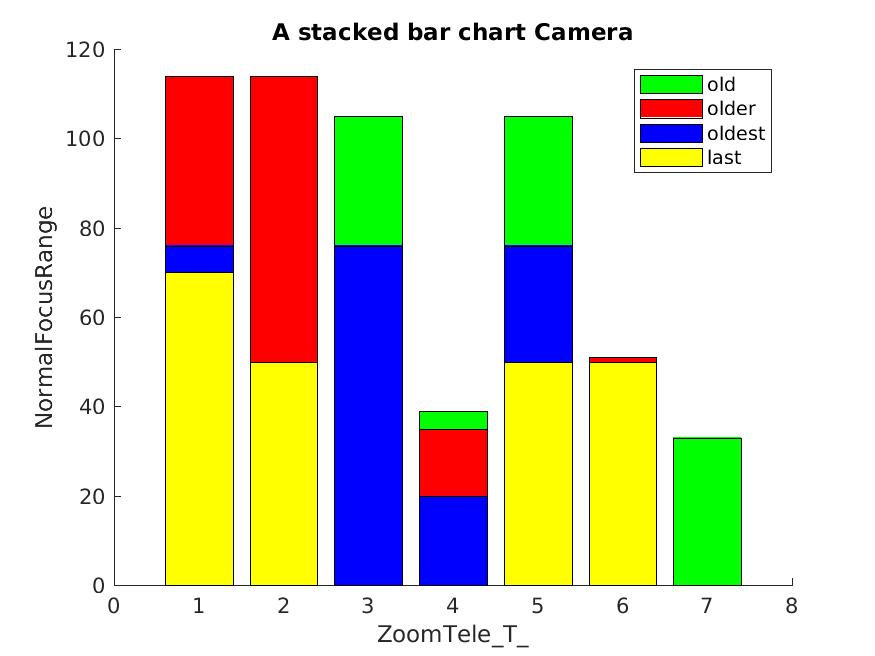 A stacked bar chart Camera
120
100
80
60
40
20
0
NormalFocusRange
old
older
oldest
last
0 1 2 3 4 5 6 7 8
ZoomTele_T_